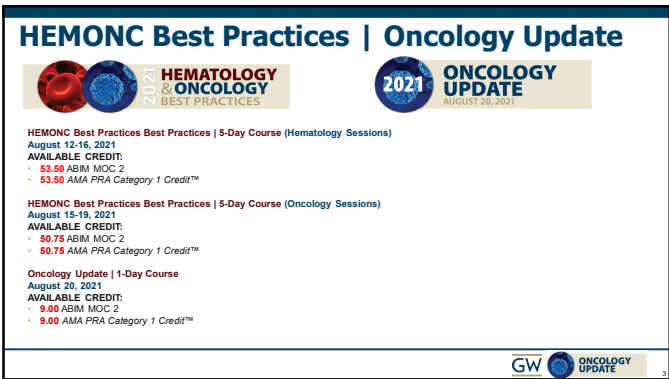 HEMONC Best Practices | Oncology Update
2021
HEMATOLOGY
& ONCOLOGY
BEST PRACTICES
2021
ONCOLOGY
UPDATE
AUGUST 20, 2021
HEMONC Best Practices Best Practices | 5-Day Course (Hematology Sessions)
August 12-16, 2021
AVAILABLE CREDIT:
• 53.50 ABIM MOC 2
• 53.50 AMA PRA Category 1 Credit™
HEMONC Best Practices Best Practices | 5-Day Course (Oncology Sessions)
August 15-19, 2021
AVAILABLE CREDIT:
• 50.75 ABIM MOC 2
• 50.75 AMA PRA Category 1 Credit™
Oncology Update | 1-Day Course
August 20, 2021
AVAILABLE CREDIT:
• 9.00 ABIM MOC 2
• 9.00 AMA PRA Category 1 Credit™
GW
ONCOLOGY
UPDATE
3